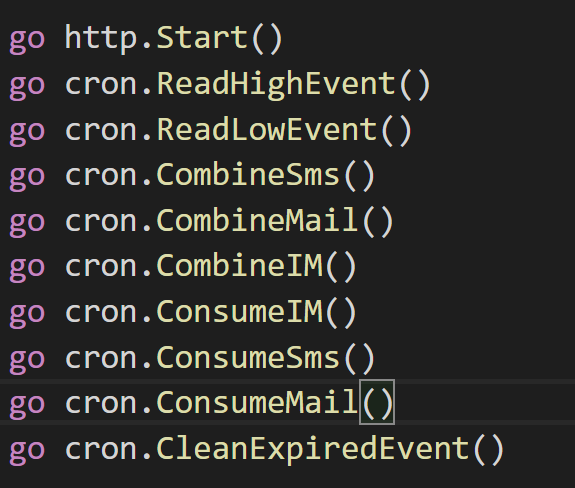 go http.Start()
go cron.ReadHighEvent()
go cron.ReadLowEvent()
go cron.CombineSms()
go cron.CombineMail()
go cron.CombineIM()
go cron.ConsumeIM()
go cron.ConsumeSms()
go cron.ConsumeMail()
go cron.CleanExpiredEvent()